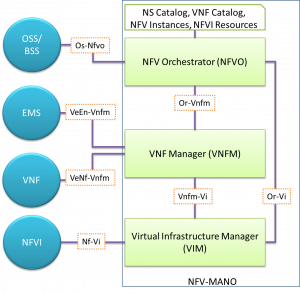 NS Catalog, VNF Catalog,
NFV Instances, NFVI Resources
OSS/
BSS
Os-Nfvo
NFV Orchestrator (NFVO)
Or-Vnfm
EMS
VeEn-Vnfm
VNF Manager (VNFM)
VNF
VeNf-Vnfm
Vnfm-Vi
Or-Vi
NFVI
Nf-Vi
Virtual Infrastructure Manager
(VIM)
NFV-MANO